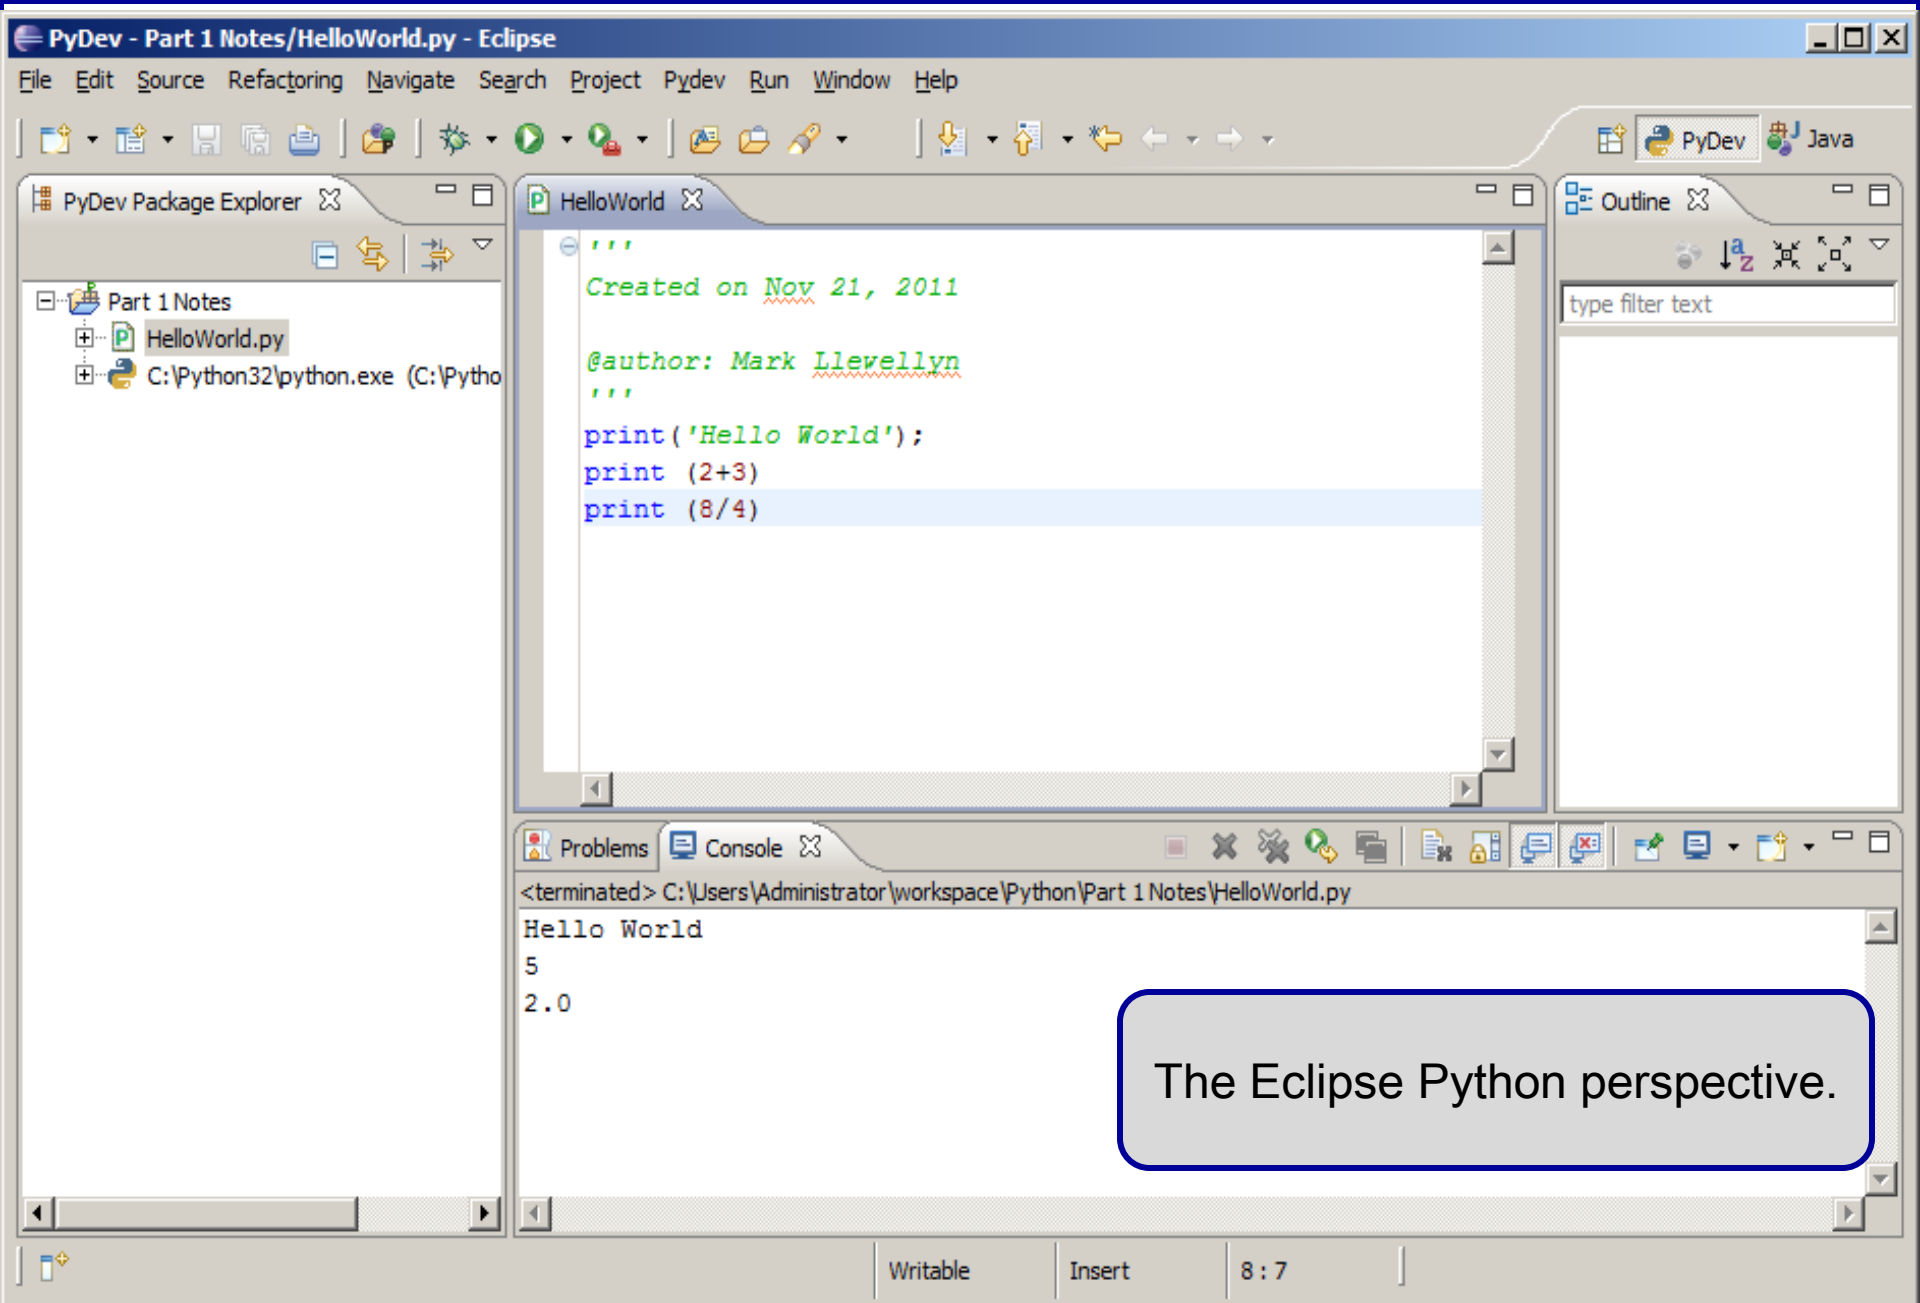 PyDev - Part 1 Notes/HelloWorld.py - Eclipse
File Edit Source Refactoring Navigate Search Project Pydev Run Window Help
PyDev Java
PyDev Package Explorer
Part 1 Notes
HelloWorld.py
C:\Python32\python.exe (C:\Pytho
HelloWorld
'''
Created on Nov 21, 2011
@author: Mark Llewellyn
'''
print('Hello World');
print (2+3)
print (8/4)
Outline
type filter text
Problems Console
<terminated> C:\Users\Administrator\workspace\Python\Part 1 Notes\HelloWorld.py
Hello World
5
2.0
The Eclipse Python perspective.
Writable Insert 8 : 7